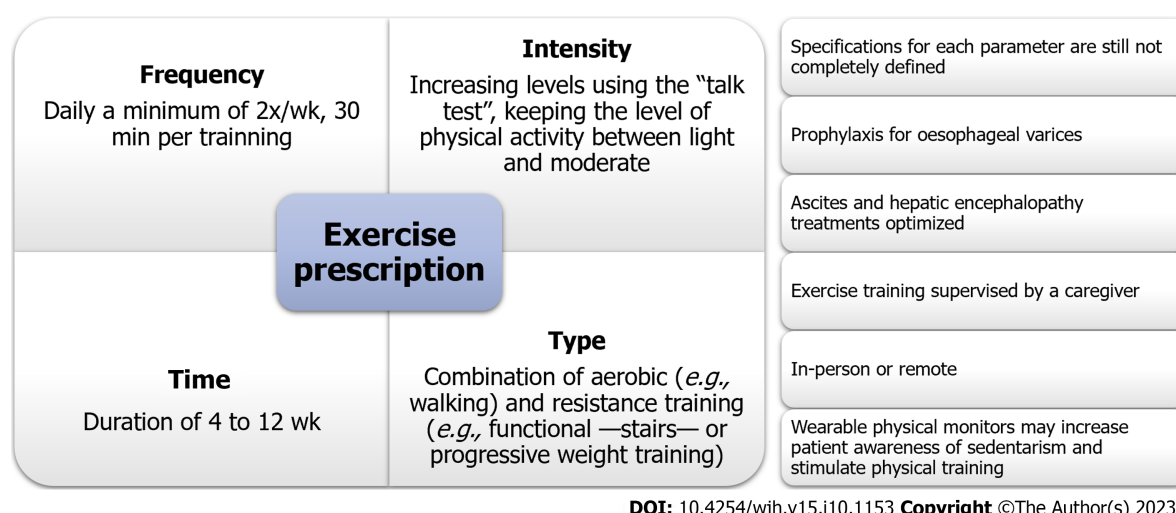 Frequency
Daily a minimum of 2x/wk, 30
min per trainning
Intensity
Increasing levels using the “talk
test”, keeping the level of
physical activity between light
and moderate
Exercise
prescription
Time
Duration of 4 to 12 wk
Type
Combination of aerobic (e.g.,
walking) and resistance training
(e.g., functional —stairs— or
progressive weight training)
Specifications for each parameter are still not
completely defined
Prophylaxis for oesophageal varices
Ascites and hepatic encephalopathy
treatments optimized
Exercise training supervised by a caregiver
In-person or remote
Wearable physical monitors may increase
patient awareness of sedentarism and
stimulate physical training
DOI: 10.4254/wjh.v15.i10.1153 Copyright ©The Author(s) 2023